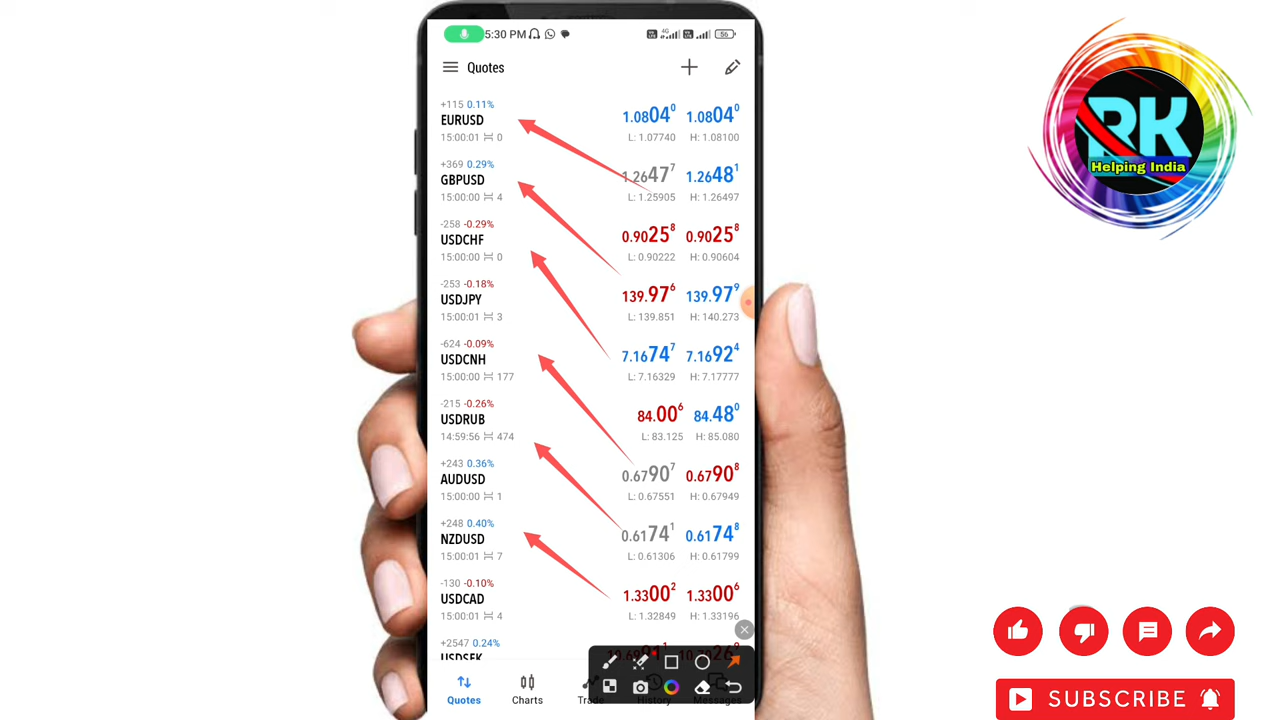 5:30 PM 4G 56
Quotes
+115 0.11%
EURUSD 1.0804⁰ 1.0804⁰
15:00:01 0 L: 1.07740 H: 1.08100
+369 0.29%
GBPUSD 1.2647⁷ 1.2648¹
15:00:00 4 L: 1.25905 H: 1.26497
-258 -0.29%
USDCHF 0.9025⁸ 0.9025⁸
15:00:00 0 L: 0.90222 H: 0.90604
-253 -0.18%
USDJPY 139.97⁶ 139.97⁹
15:00:01 3 L: 139.851 H: 140.273
-624 -0.09%
USDCNH 7.1674⁷ 7.1692⁴
15:00:00 177 L: 7.16329 H: 7.17777
-215 -0.26%
USDRUB 84.00⁶ 84.48⁰
14:59:56 474 L: 83.125 H: 85.080
+243 0.36%
AUDUSD 0.6790⁷ 0.6790⁸
15:00:00 1 L: 0.67551 H: 0.67949
+248 0.40%
NZDUSD 0.6174¹ 0.6174⁸
15:00:01 7 L: 0.61306 H: 0.61799
-130 -0.10%
USDCAD 1.3300² 1.3300⁶
15:00:01 4 L: 1.32849 H: 1.33196
+2547 0.24%
USDSEK
Quotes Charts Trade History Messages
RK
Helping India
SUBSCRIBE